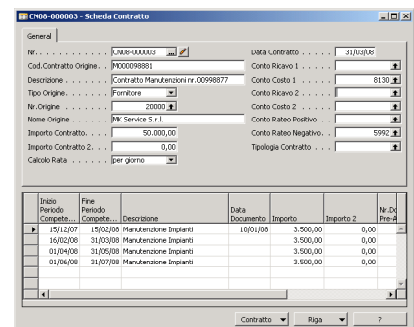 CN08-000003 - Scheda Contratto
General
Nr. CN08-000003 ... Data Contratto 31/03/08
Cod.Contratto Origine M000098881 Conto Ricavo 1
Descrizione Contratto Manutenzioni nr.00998877 Conto Costo 1 8130
Tipo Origine Fornitore Conto Ricavo 2
Nr.Origine 20000 Conto Costo 2
Nome Origine MK Service S.r.l. Conto Rateo Positivo
Importo Contratto 50.000,00 Conto Rateo Negativo 5992
Importo Contratto 2 0,00 Tipologia Contratto
Calcolo Rata per giorno
Inizio Periodo Compete... Fine Periodo Compete... Descrizione Data Documento Importo Importo 2 Nr.Do Pre-A
15/12/07 15/02/08 Manutenzione Impianti 10/01/08 3.500,00 0,00
16/02/08 31/03/08 Manutenzione Impianti 3.500,00 0,00
01/04/08 31/05/08 Manutenzione Impianti 3.500,00 0,00
01/06/08 31/07/08 Manutenzione Impianti 3.500,00 0,00
Contratto Riga ?